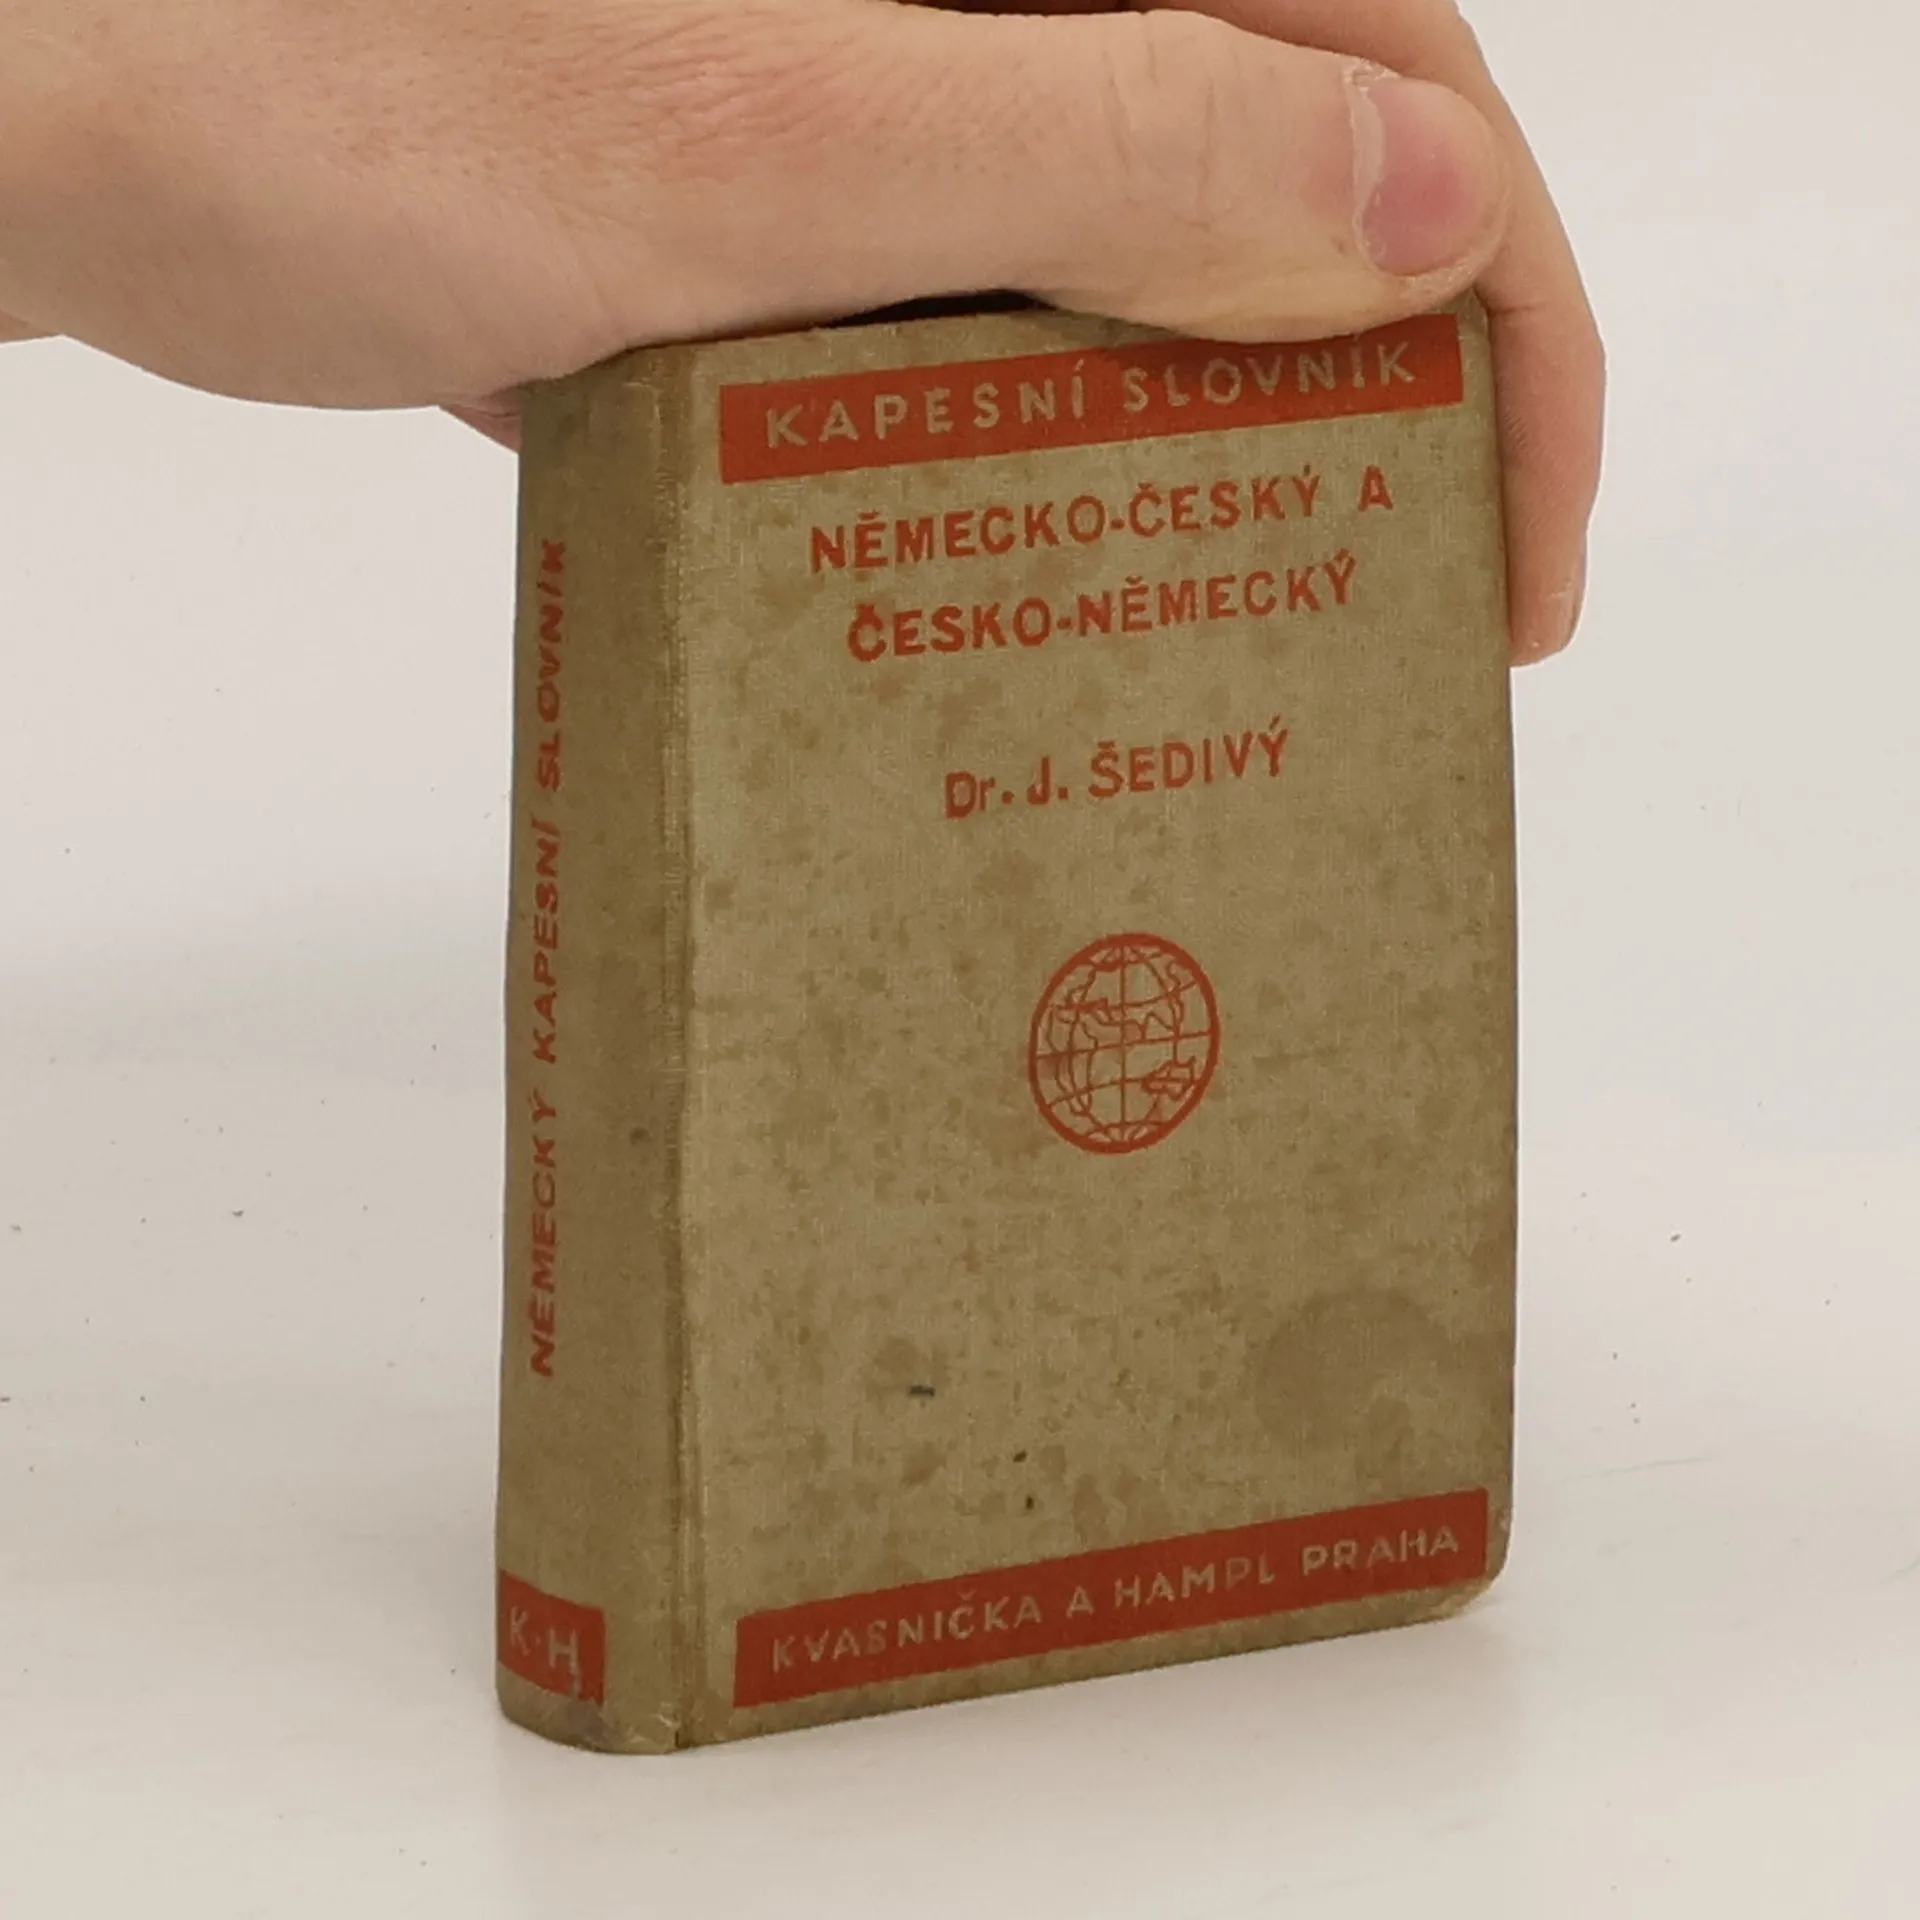 KAPESNÍ SLOVNÍK
NĚMECKO-ČESKÝ A
ČESKO-NĚMECKÝ
Dr. J. ŠEDIVÝ
KVASNIČKA A HAMPL PRAHA
NĚMECKÝ KAPESNÍ SLOVNÍK
K·H